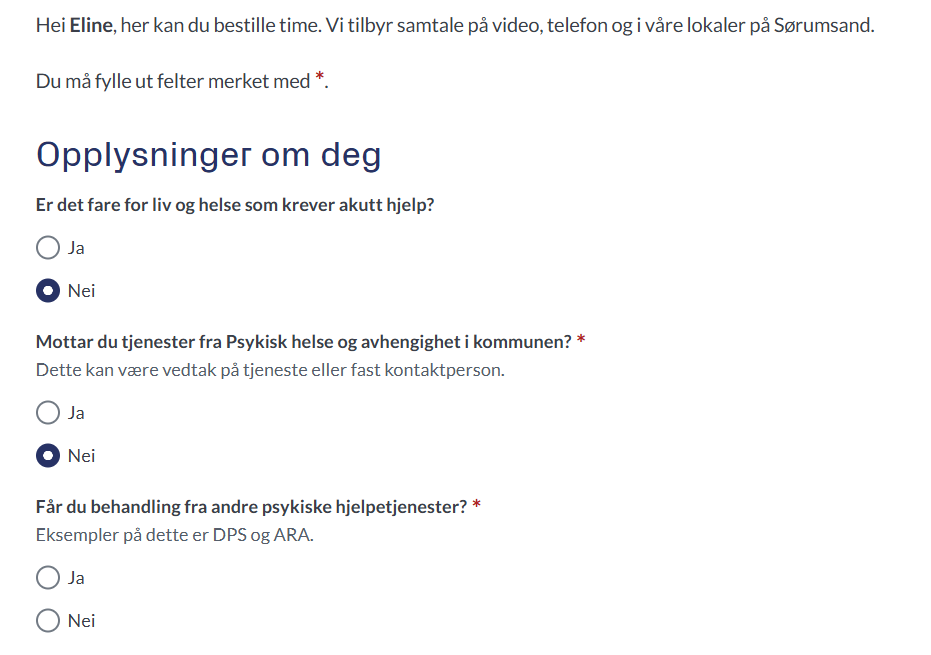 Hei Eline, her kan du bestille time. Vi tilbyr samtale på video, telefon og i våre lokaler på Sørumsand.
Du må fylle ut felter merket med *.
Opplysninger om deg
Er det fare for liv og helse som krever akutt hjelp?
Ja
Nei
Mottar du tjenester fra Psykisk helse og avhengighet i kommunen? *
Dette kan være vedtak på tjeneste eller fast kontaktperson.
Ja
Nei
Får du behandling fra andre psykiske hjelpetjenester? *
Eksempler på dette er DPS og ARA.
Ja
Nei